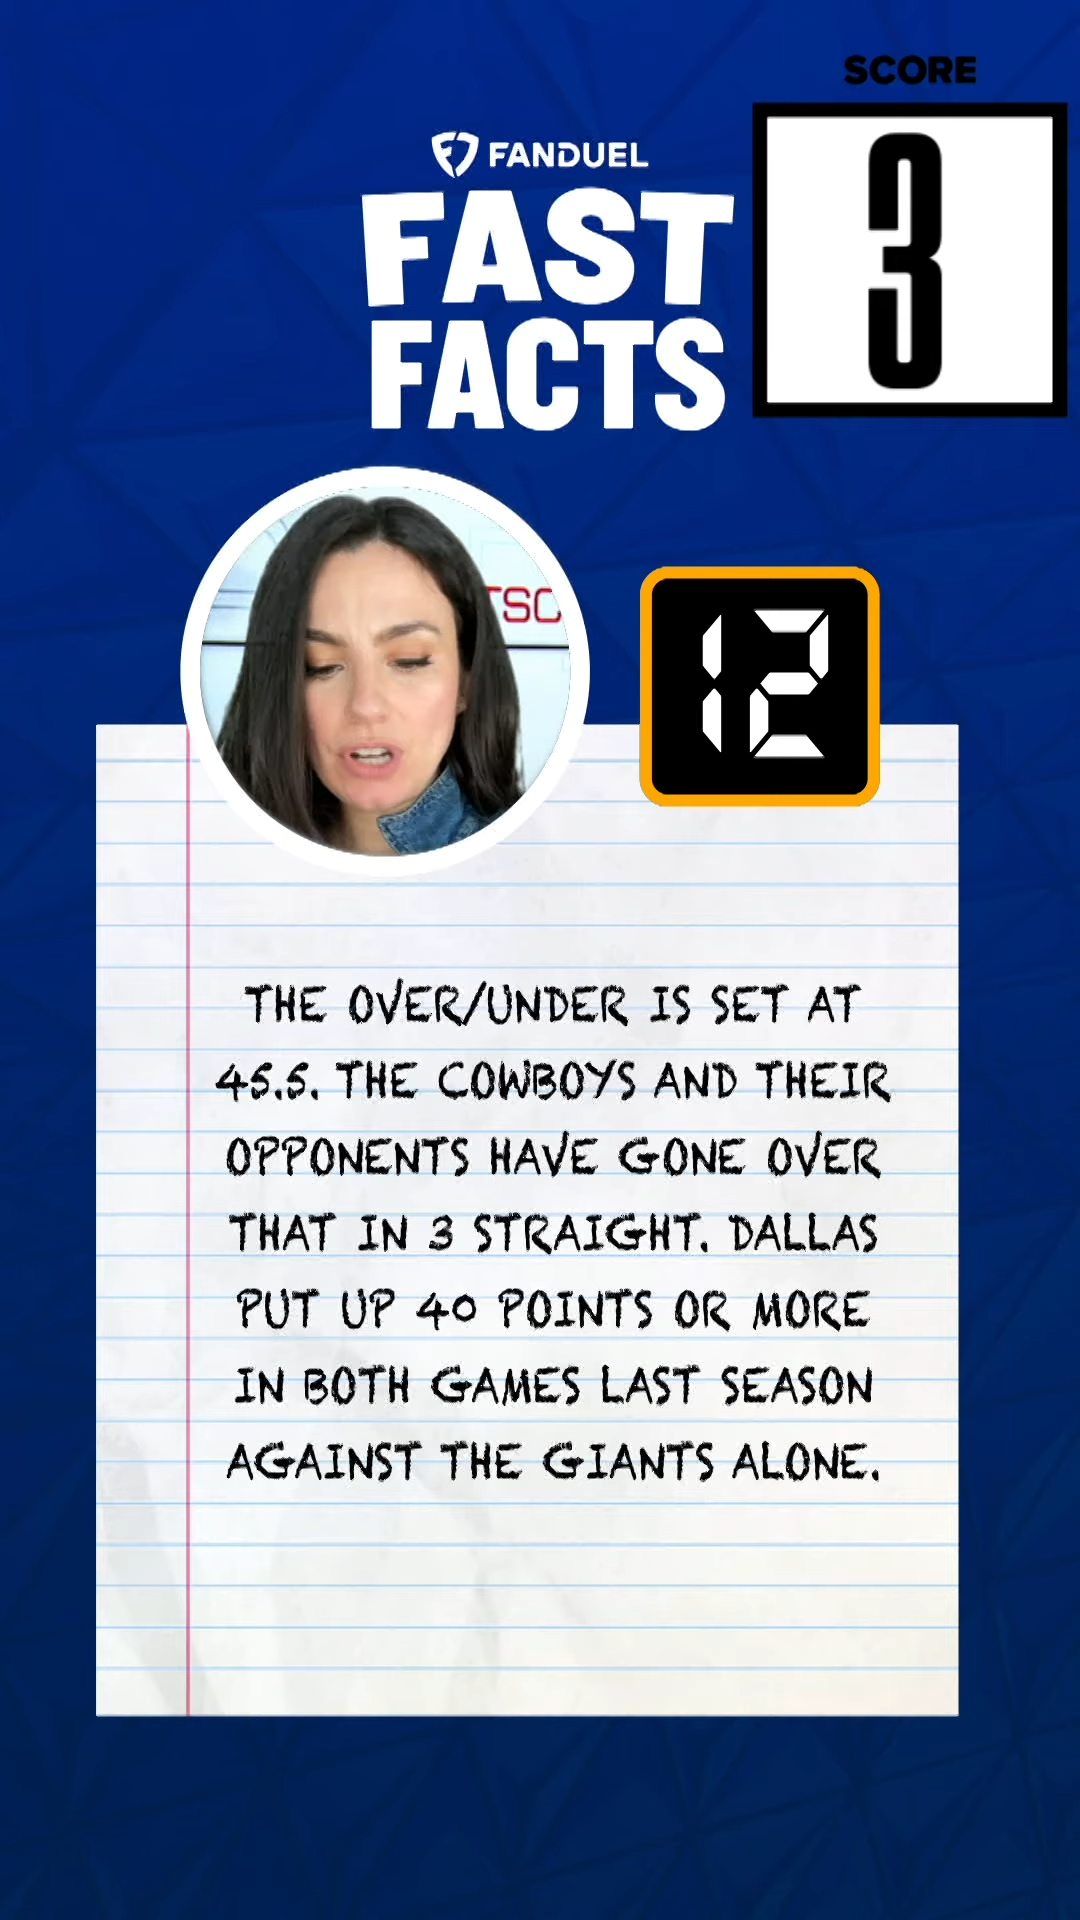 SCORE
3
FANDUEL
FAST
FACTS
TSC
12
THE OVER/UNDER IS SET AT
45.5. THE COWBOYS AND THEIR
OPPONENTS HAVE GONE OVER
THAT IN 3 STRAIGHT. DALLAS
PUT UP 40 POINTS OR MORE
IN BOTH GAMES LAST SEASON
AGAINST THE GIANTS ALONE.